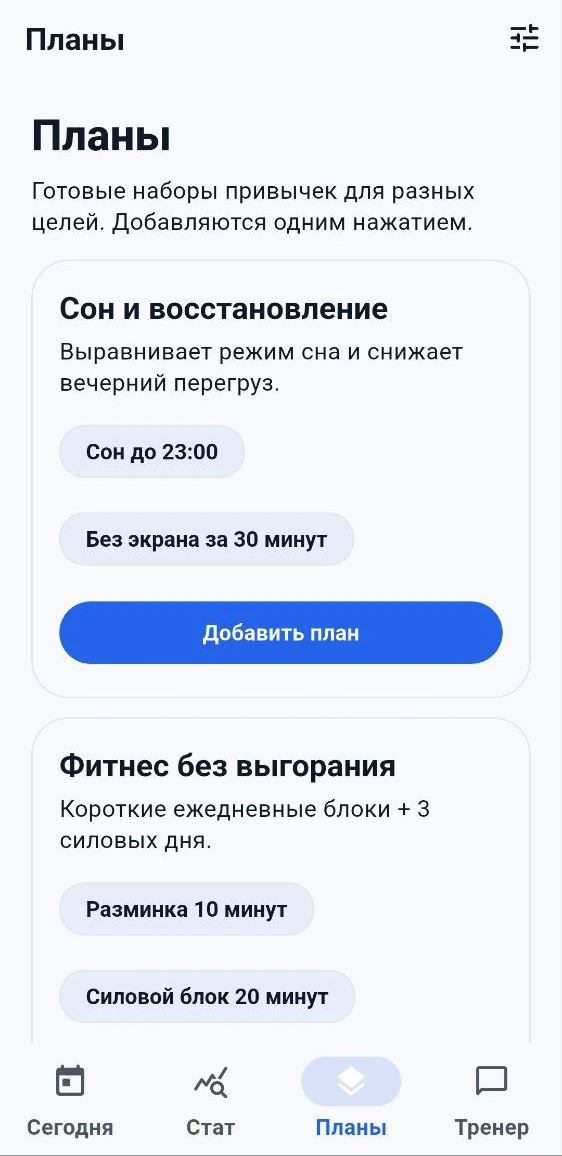 Планы
Планы
Готовые наборы привычек для разных
целей. Добавляются одним нажатием.
Сон и восстановление
Выравнивает режим сна и снижает
вечерний перегруз.
Сон до 23:00
Без экрана за 30 минут
Добавить план
Фитнес без выгорания
Короткие ежедневные блоки + 3
силовых дня.
Разминка 10 минут
Силовой блок 20 минут
Сегодня
Стат
Планы
Тренер